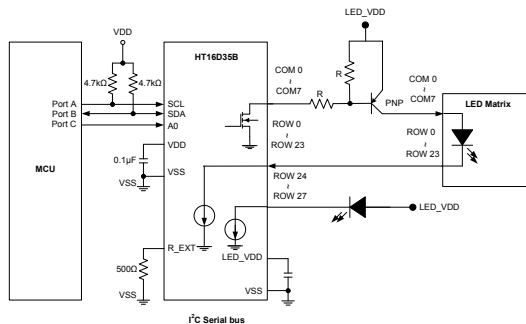 LED_VDD
VDD
HT16D35B
4.7kΩ
4.7kΩ
COM 0
~
COM7
R
R
PNP
COM 0
~
COM7
LED Matrix
Port A
Port B
Port C
SCL
SDA
A0
MCU
ROW 0
~
ROW 23
ROW 0
~
ROW 23
VDD
0.1μF
VSS
VSS
ROW 24
~
ROW 27
LED_VDD
R_EXT
500Ω
LED_VDD
VSS
VSS
VSS
I²C Serial bus